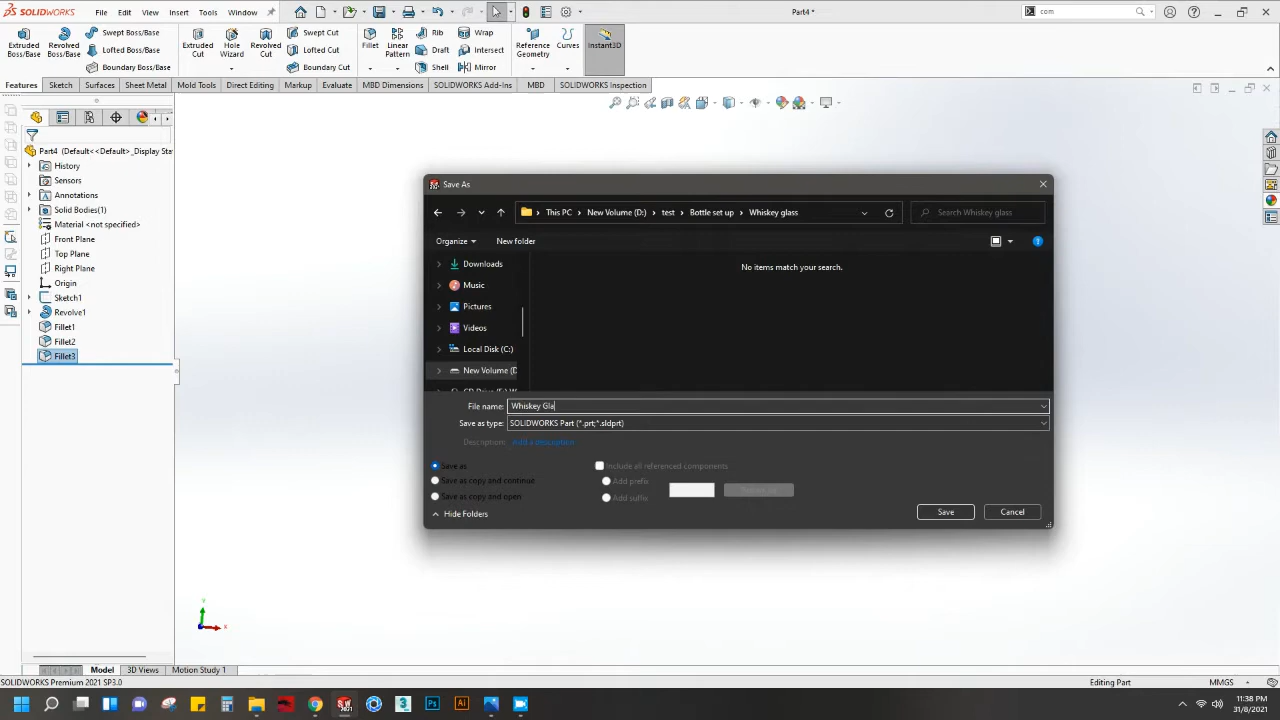 SOLIDWORKS File Edit View Insert Tools Window Part4 * com
Extruded Boss/Base Revolved Boss/Base Swept Boss/Base Lofted Boss/Base Boundary Boss/Base Extruded Cut Hole Wizard Revolved Cut Swept Cut Lofted Cut Boundary Cut Fillet Linear Pattern Rib Draft Shell Wrap Intersect Mirror Reference Geometry Curves Instant3D
Features Sketch Surfaces Sheet Metal Mold Tools Direct Editing Markup Evaluate MBD Dimensions SOLIDWORKS Add-Ins MBD SOLIDWORKS Inspection
Part4 (Default<<Default>_Display Sta
History
Sensors
Annotations
Solid Bodies(1)
Material <not specified>
Front Plane
Top Plane
Right Plane
Origin
Sketch1
Revolve1
Fillet1
Fillet2
Fillet3
Save As
This PC New Volume (D:) test Bottle set up Whiskey glass Search Whiskey glass
Organize New folder
Downloads
Music
Pictures
Videos
Local Disk (C:)
New Volume (D
No items match your search.
File name: Whiskey Gla
Save as type: SOLIDWORKS Part (*.prt;*.sldprt)
Description: Add a description
Save as
Save as copy and continue
Save as copy and open
Include all referenced components
Add prefix
Add suffix
Hide Folders Save Cancel
Y
X
Model 3D Views Motion Study 1
SOLIDWORKS Premium 2021 SP3.0 Editing Part MMGS
11:38 PM
31/8/2021